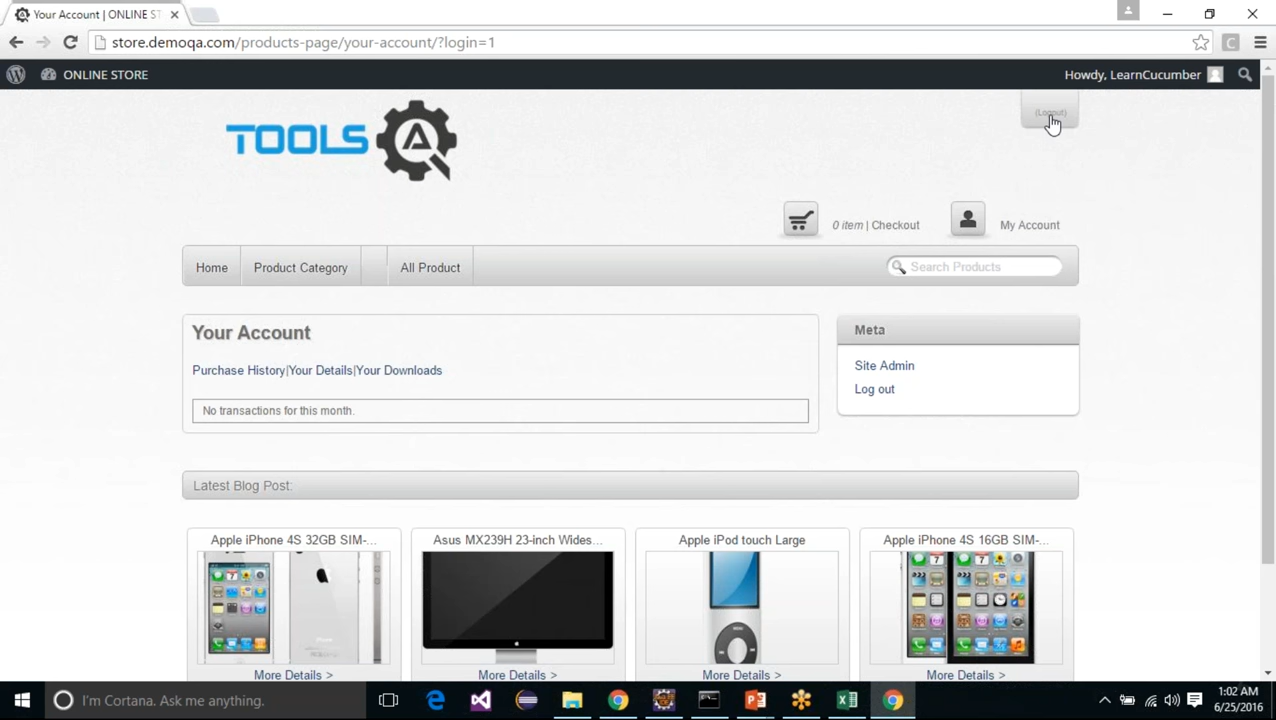 Your Account | ONLINE ST
store.demoqa.com/products-page/your-account/?login=1
C
ONLINE STORE
Howdy, LearnCucumber
(Logout)
TOOLS
0 item | Checkout
My Account
Home
Product Category
All Product
Search Products
Your Account
Meta
Purchase History|Your Details|Your Downloads
Site Admin
Log out
No transactions for this month.
Latest Blog Post:
Apple iPhone 4S 32GB SIM-...
Asus MX239H 23-inch Wides...
Apple iPod touch Large
Apple iPhone 4S 16GB SIM-...
More Details >
More Details >
More Details >
More Details >
I'm Cortana. Ask me anything.
1:02 AM
6/25/2016